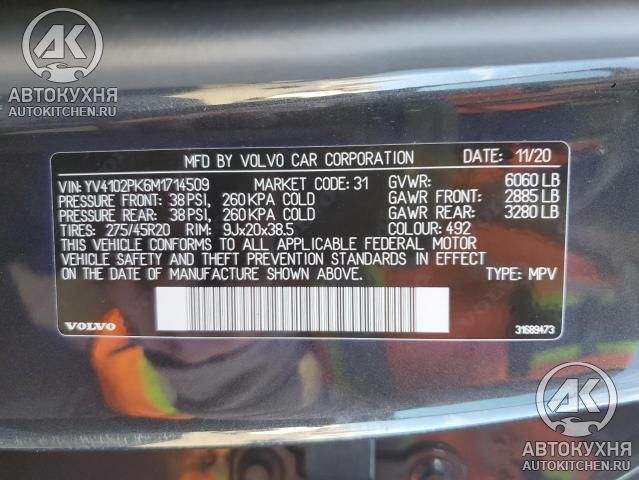 АК
АВТОКУХНЯ
AUTOKITCHEN.RU
MFD BY VOLVO CAR CORPORATION DATE: 11/20
VIN: YV4102PK6M1714509 MARKET CODE: 31 GVWR: 6060 LB
PRESSURE FRONT: 38 PSI, 260 KPA COLD GAWR FRONT: 2885 LB
PRESSURE REAR: 38 PSI, 260 KPA COLD GAWR REAR: 3280 LB
TIRES: 275/45R20 RIM: 9Jx20x38.5 COLOUR: 492
THIS VEHICLE CONFORMS TO ALL APPLICABLE FEDERAL MOTOR
VEHICLE SAFETY AND THEFT PREVENTION STANDARDS IN EFFECT
ON THE DATE OF MANUFACTURE SHOWN ABOVE. TYPE: MPV
VOLVO 31689473
АК
АВТОКУХНЯ
AUTOKITCHEN.RU